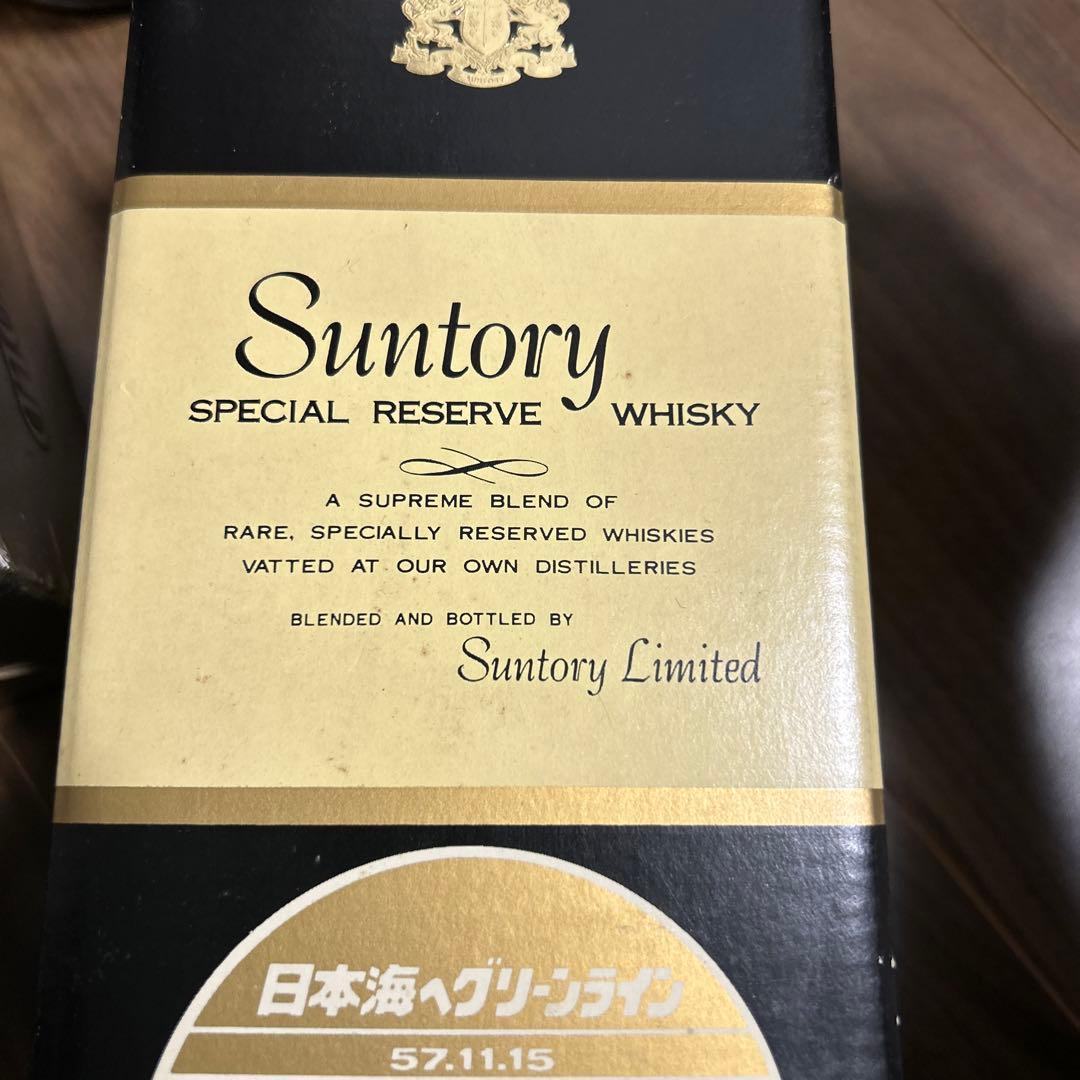 SUNTORY
Suntory
SPECIAL RESERVE WHISKY
A SUPREME BLEND OF
RARE, SPECIALLY RESERVED WHISKIES
VATTED AT OUR OWN DISTILLERIES
BLENDED AND BOTTLED BY
Suntory Limited
日本海へグリーンライン
57.11.15